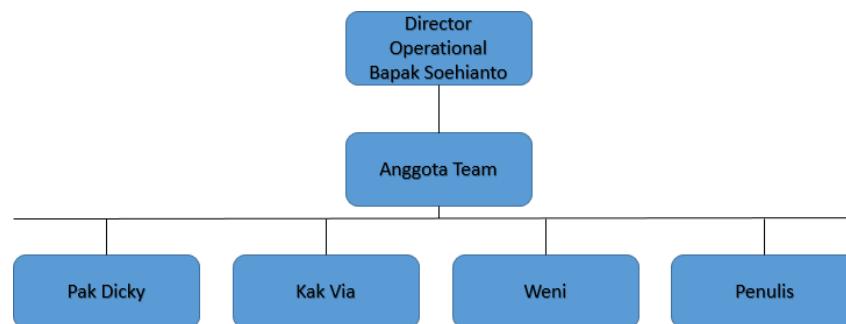 Director
Operational
Bapak Soehianto
Anggota Team
Pak Dicky
Kak Via
Weni
Penulis